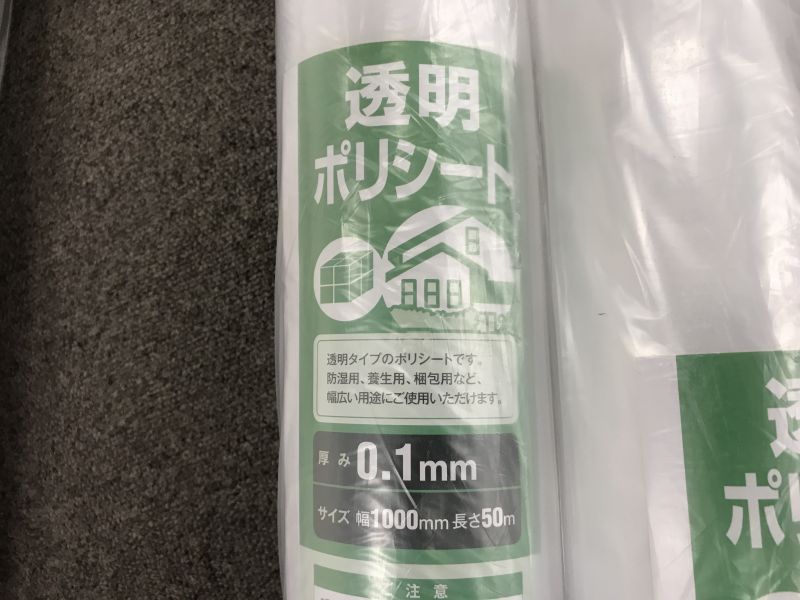 透明
ポリシート
透明タイプのポリシートです。
防湿用、養生用、梱包用など、
幅広い用途にご使用いただけます。
厚み 0.1mm
サイズ 幅1000mm 長さ50m
注意
透
ポリ